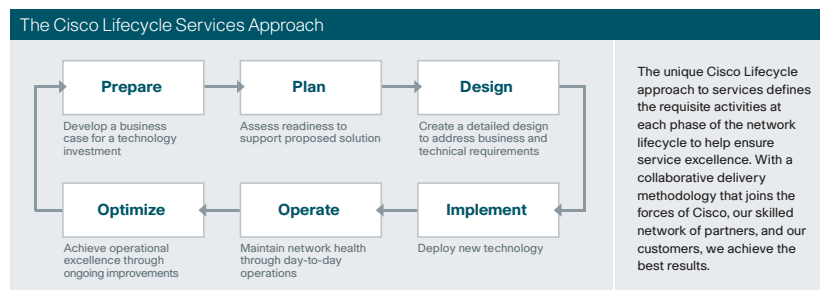 The Cisco Lifecycle Services Approach
Prepare
Develop a business
case for a technology
investment
Plan
Assess readiness to
support proposed solution
Design
Create a detailed design
to address business and
technical requirements
Optimize
Achieve operational
excellence through
ongoing improvements
Operate
Maintain network health
through day-to-day
operations
Implement
Deploy new technology
The unique Cisco Lifecycle
approach to services defines
the requisite activities at
each phase of the network
lifecycle to help ensure
service excellence. With a
collaborative delivery
methodology that joins the
forces of Cisco, our skilled
network of partners, and our
customers, we achieve the
best results.